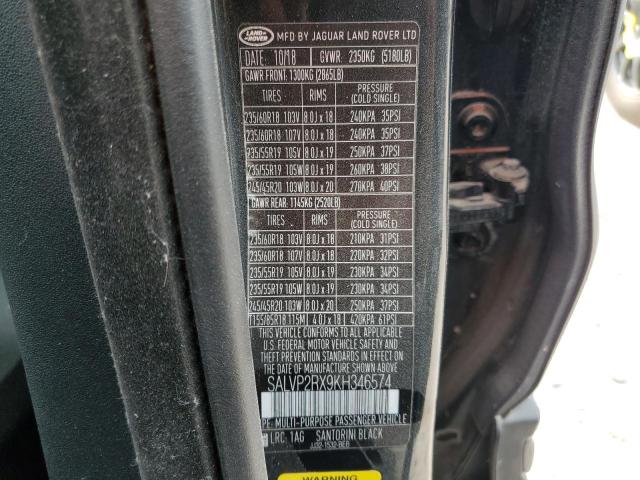 LAND ROVER
MFD BY JAGUAR LAND ROVER LTD
DATE: 10/18 GVWR: 2350KG (5180LB)
GAWR FRONT: 1300KG (2865LB)
TIRES RIMS PRESSURE (COLD SINGLE)
235/60R18 103V 8.0J x 18 240KPA 35PSI
235/60R18 107V 8.0J x 18 240KPA 35PSI
235/55R19 105V 8.0J x 19 250KPA 37PSI
235/55R19 105W 8.0J x 19 260KPA 38PSI
245/45R20 103W 8.0J x 20 270KPA 40PSI
GAWR REAR: 1145KG (2520LB)
TIRES RIMS PRESSURE (COLD SINGLE)
235/60R18 103V 8.0J x 18 210KPA 31PSI
235/60R18 107V 8.0J x 18 220KPA 32PSI
235/55R19 105V 8.0J x 19 230KPA 34PSI
235/55R19 105W 8.0J x 19 230KPA 34PSI
245/45R20 103W 8.0J x 20 250KPA 37PSI
T155/85R18 115M 4.0J x 18 420KPA 61PSI
THIS VEHICLE CONFORMS TO ALL APPLICABLE
U.S. FEDERAL MOTOR VEHICLE SAFETY STANDARDS
IN EFFECT ON THE DATE OF
MANUFACTURE SHOWN ABOVE
SALVP2RX9KH346574
PE: MULTI-PURPOSE PASSENGER VEHICLE
LRC: 1AG SANTORINI BLACK
JJ32-1532-BEB
WARNING